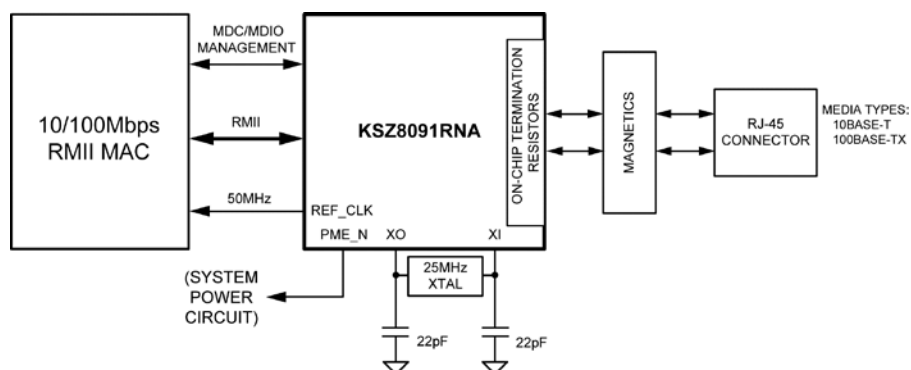 MDC/MDIO
MANAGEMENT
10/100Mbps
RMII MAC
RMII
50MHz
KSZ8091RNA
REF_CLK
PME_N
XO
XI
ON-CHIP TERMINATION
RESISTORS
MAGNETICS
RJ-45
CONNECTOR
MEDIA TYPES:
10BASE-T
100BASE-TX
25MHz
XTAL
(SYSTEM
POWER
CIRCUIT)
22pF
22pF